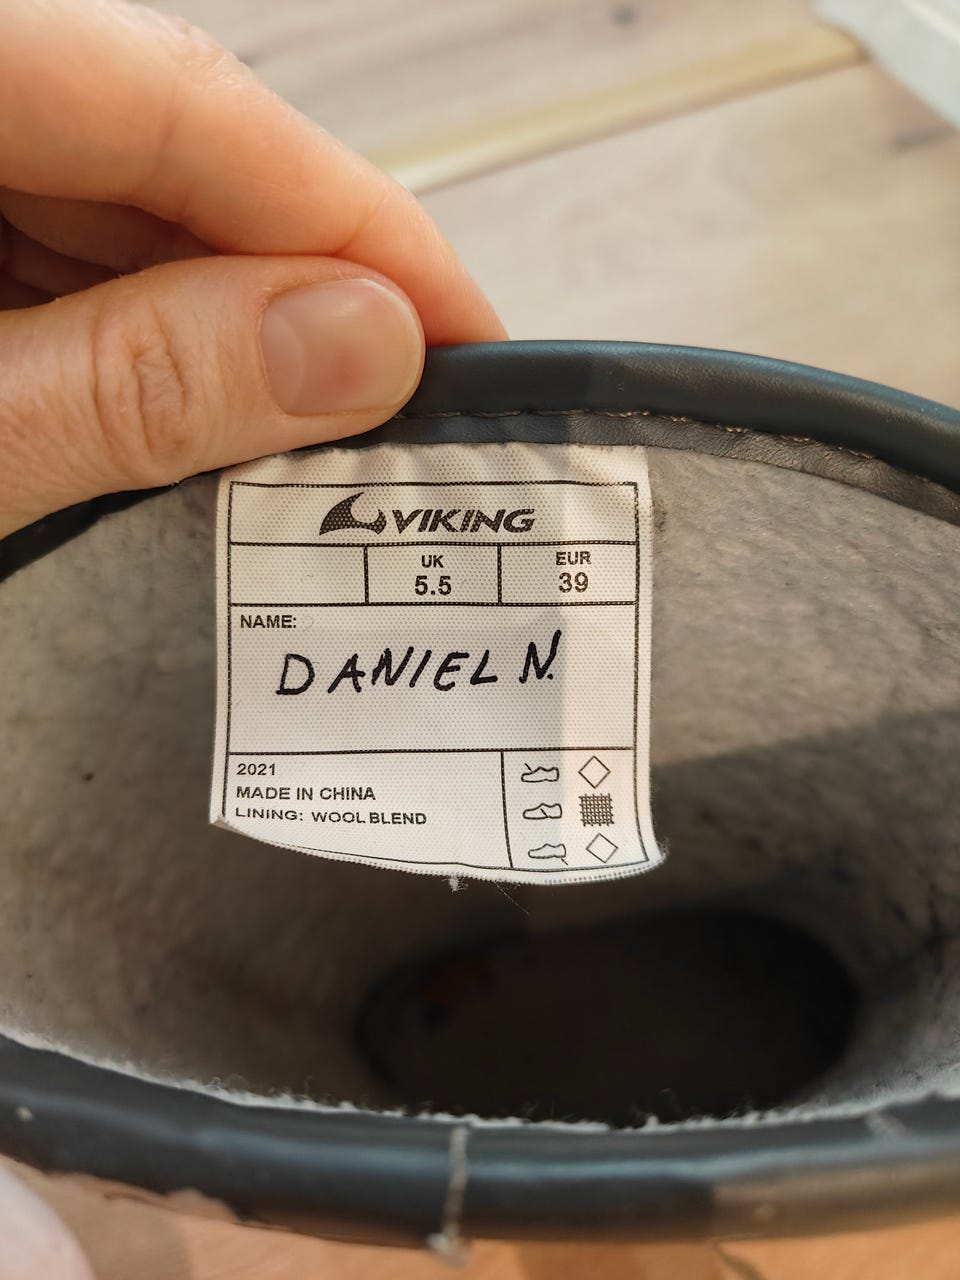 VIKING
UK EUR
5.5 39
NAME:
DANIEL N.
2021
MADE IN CHINA
LINING: WOOL BLEND